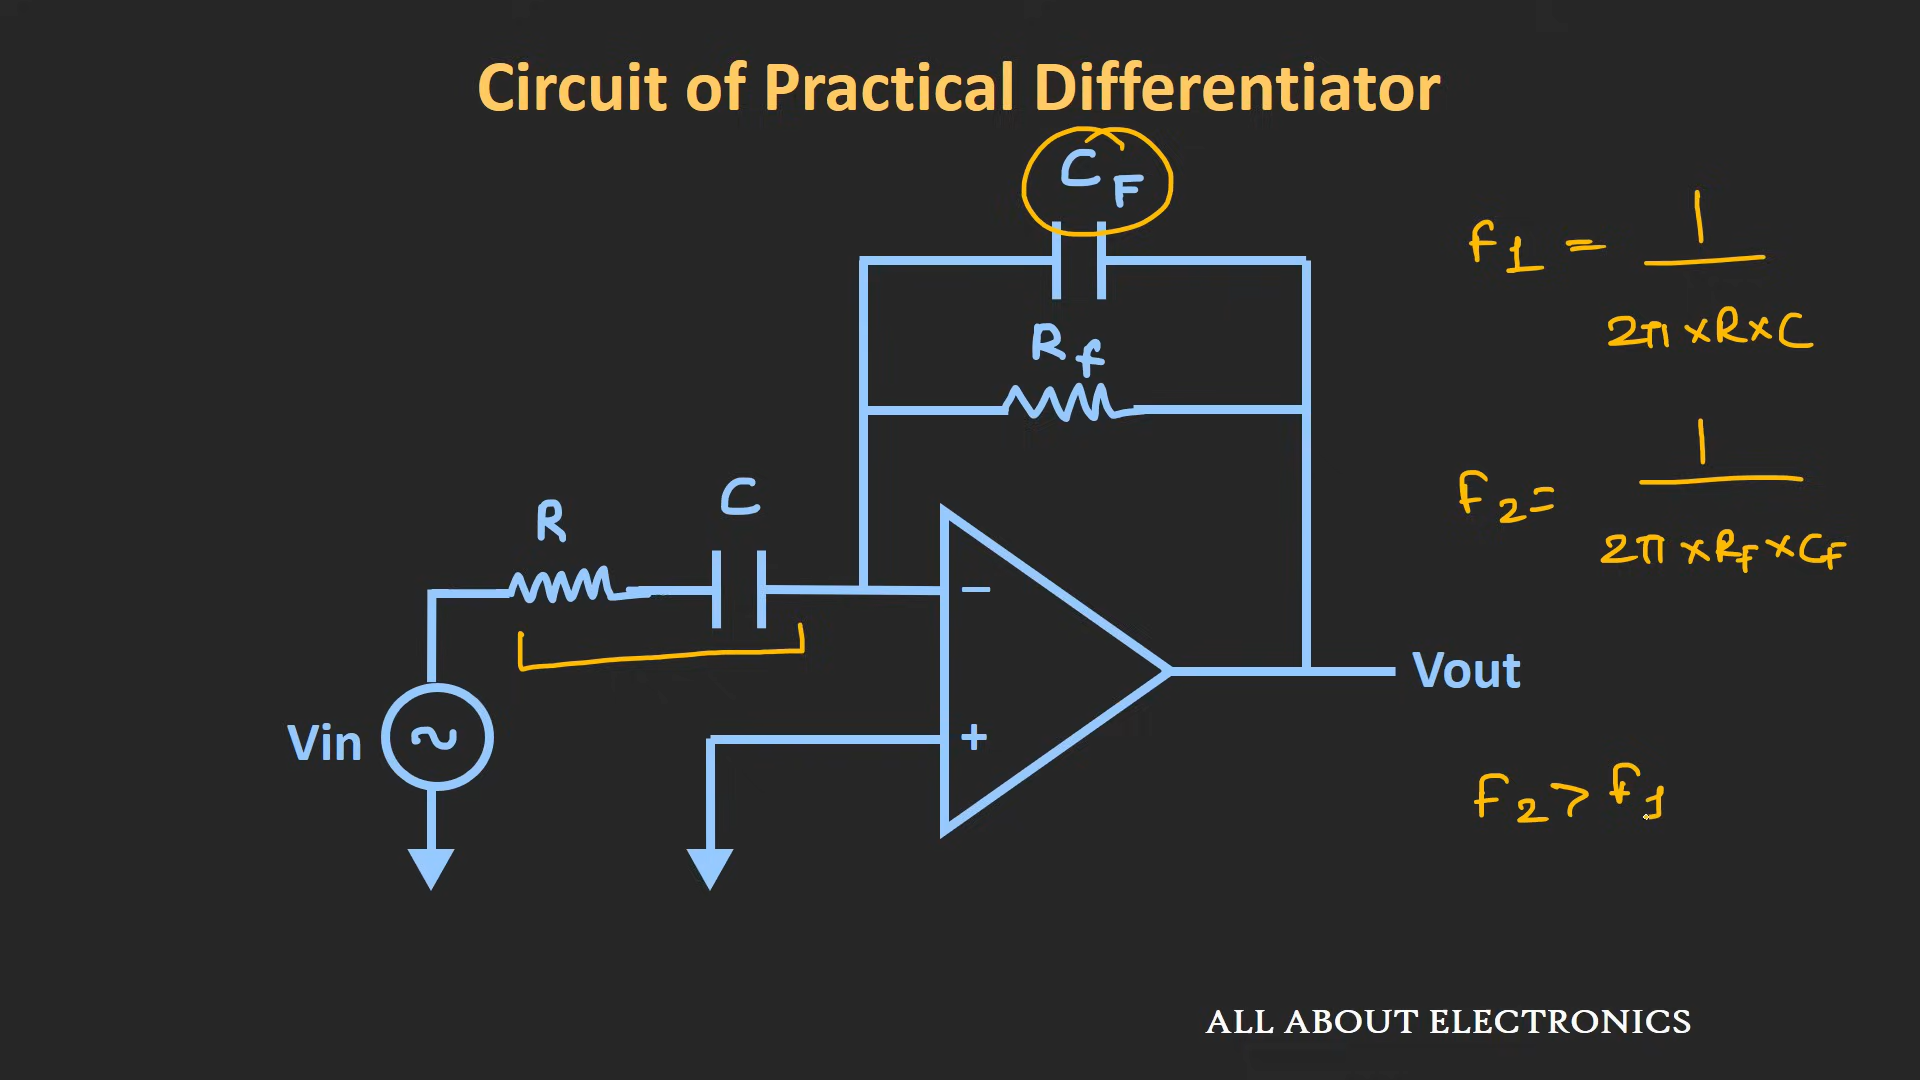 Circuit of Practical Differentiator
C F
f1 = 1
2π × R × C
Rf
f2 = 1
2π × Rf × CF
C
R
−
Vout
Vin
~
+
f2 > f1
ALL ABOUT ELECTRONICS